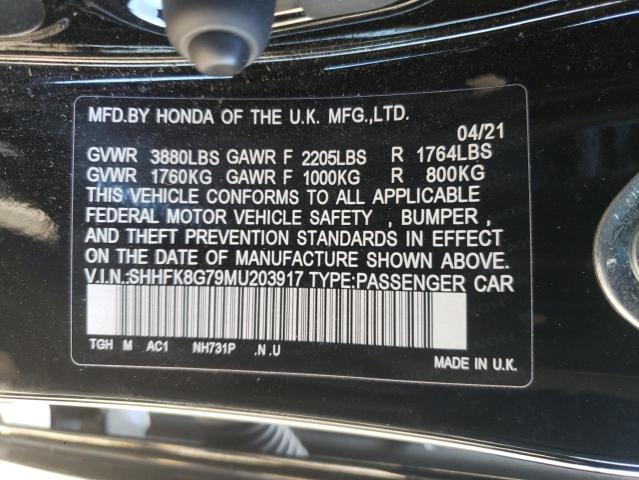 MFD.BY HONDA OF THE U.K. MFG.,LTD.
04/21
GVWR 3880LBS GAWR F 2205LBS R 1764LBS
GVWR 1760KG GAWR F 1000KG R 800KG
THIS VEHICLE CONFORMS TO ALL APPLICABLE
FEDERAL MOTOR VEHICLE SAFETY , BUMPER ,
AND THEFT PREVENTION STANDARDS IN EFFECT
ON THE DATE OF MANUFACTURE SHOWN ABOVE.
V.I.N.:SHHFK8G79MU203917 TYPE:PASSENGER CAR
TGH M AC1 NH731P .N.U
MADE IN U.K.